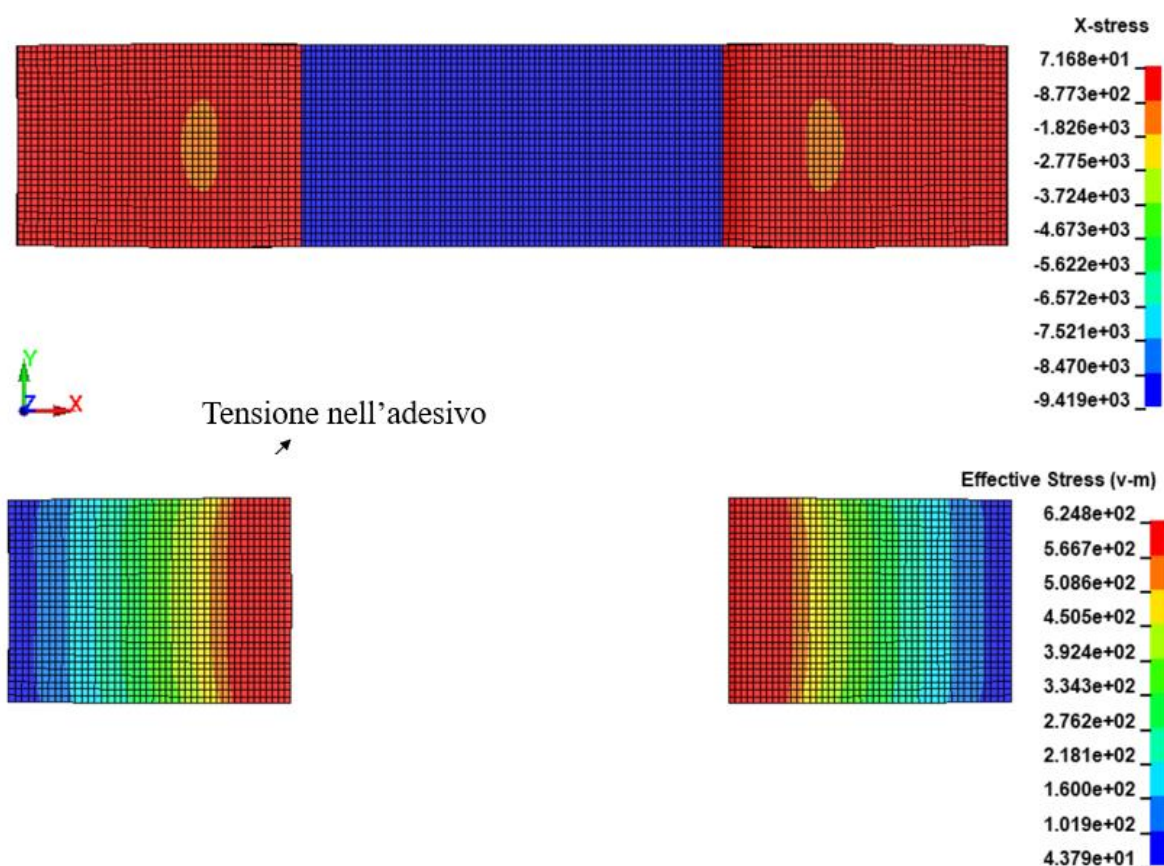 X-stress
7.168e+01
-8.773e+02
-1.826e+03
-2.775e+03
-3.724e+03
-4.673e+03
-5.622e+03
-6.572e+03
-7.521e+03
-8.470e+03
-9.419e+03
Y
Z
X
Tensione nell’adesivo
Effective Stress (v-m)
6.248e+02
5.667e+02
5.086e+02
4.505e+02
3.924e+02
3.343e+02
2.762e+02
2.181e+02
1.600e+02
1.019e+02
4.379e+01